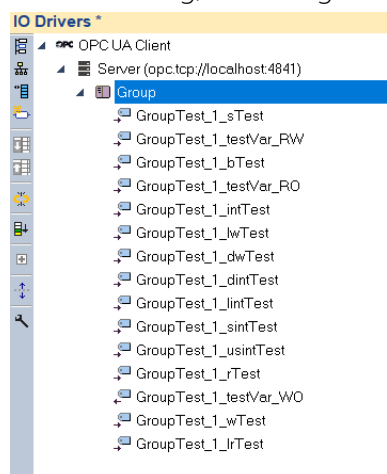 IO Drivers *
OPC OPC UA Client
Server (opc.tcp://localhost:4841)
Group
GroupTest_1_sTest
GroupTest_1_testVar_RW
GroupTest_1_bTest
GroupTest_1_testVar_RO
GroupTest_1_intTest
GroupTest_1_lwTest
GroupTest_1_dwTest
GroupTest_1_dintTest
GroupTest_1_lintTest
GroupTest_1_sintTest
GroupTest_1_usintTest
GroupTest_1_rTest
GroupTest_1_testVar_WO
GroupTest_1_wTest
GroupTest_1_lrTest